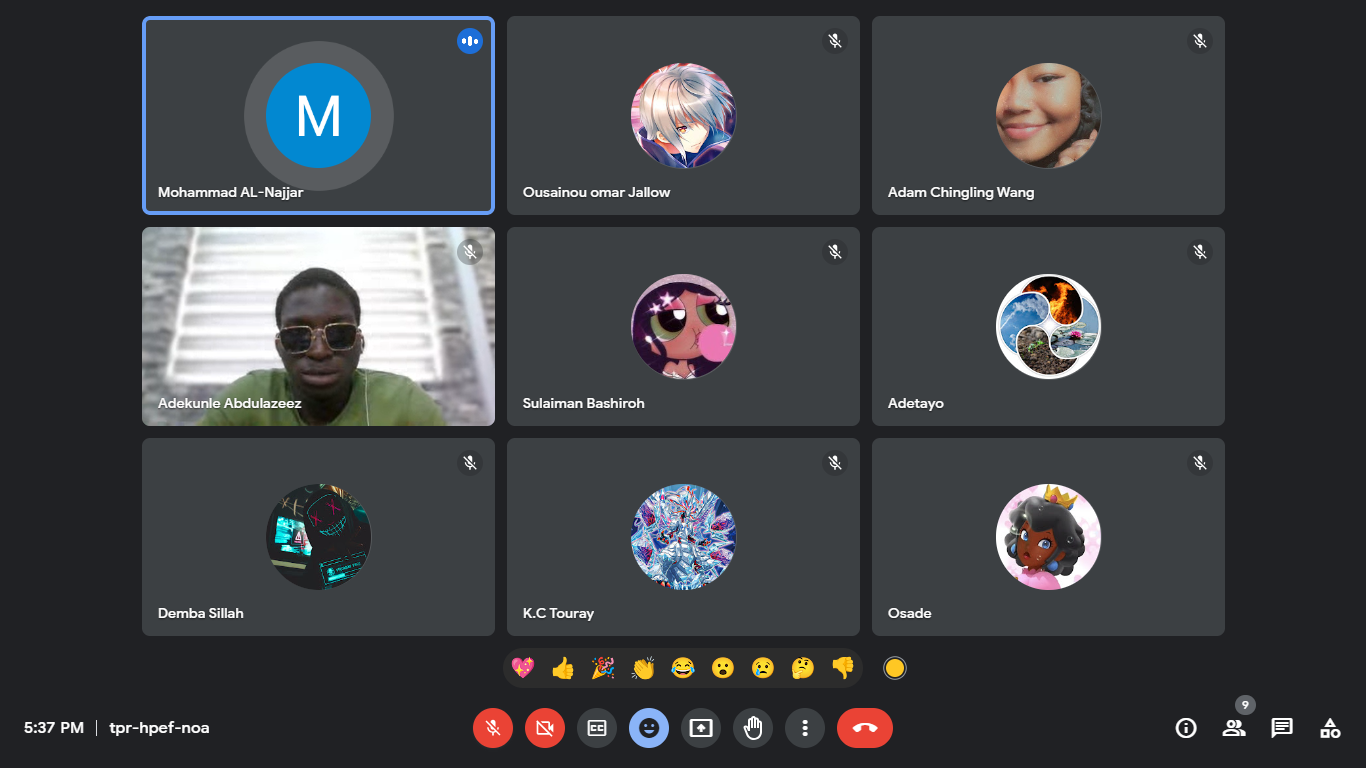 M
Mohammad AL-Najjar
Ousainou omar Jallow
Adam Chingling Wang
Adekunle Abdulazeez
Sulaiman Bashiroh
Adetayo
Demba Sillah
K.C Touray
Osade
5:37 PM | tpr-hpef-noa
CC
9